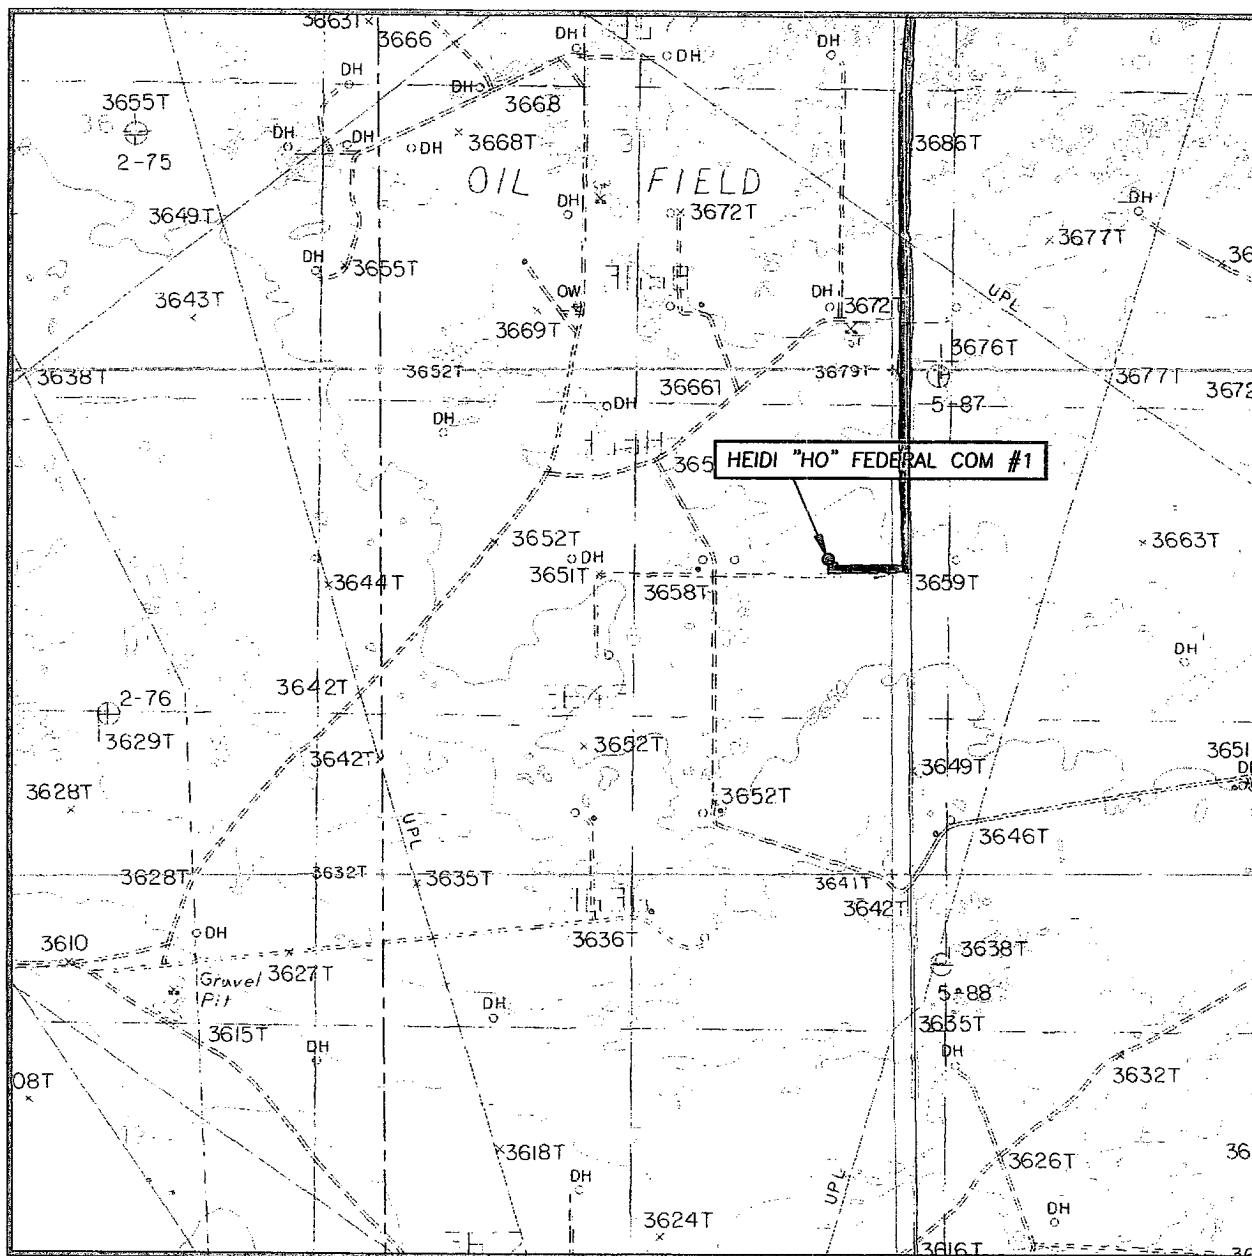 3663T
3666
DH
DH
DH
DH
DH
3655T
3668
2-75
DH
DH
DH
3668T
3686T
OIL FIELD
3649T
DH
3672T
DH
3677T
DH
3655T
3643T
OW
3669T
DH
3672T
UPL
3676T
3638T
3652T
3666T
3679T
3677T
5-87
DH
DH
HEIDI "HO" FEDERAL COM #1
3652T
DH
3651T
3658T
3663T
3644T
3659T
DH
3642T
2-76
3629T
3652T
3642T
3649T
3651
3628T
3652T
UPL
3646T
3628T
3632T
3635T
3641T
3642T
3610
DH
3636T
3638T
3627T
Gravel
Pit
DH
5-88
3635T
3615T
DH
DH
3632T
08T
3618T
3626T
UPL
DH
3624T
DH
3616T